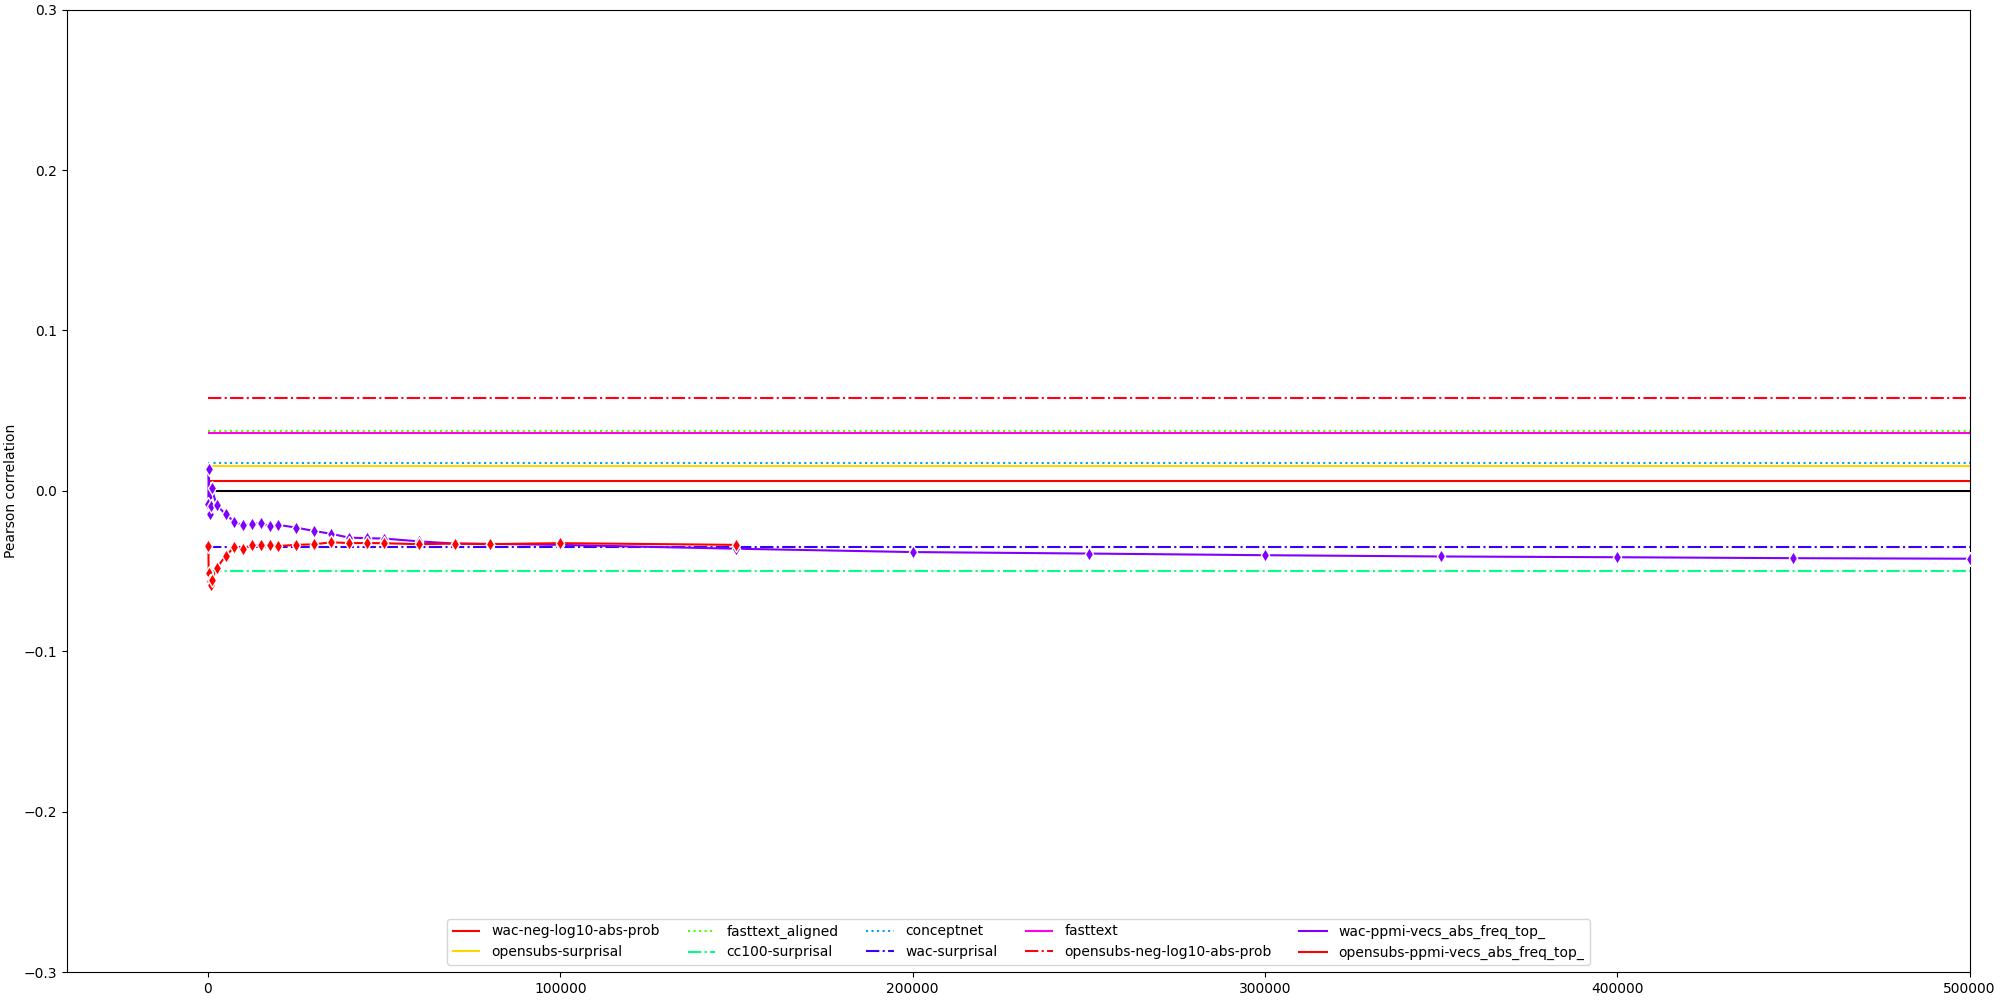 0.3
0.2
0.1
0.0
−0.1
−0.2
−0.3
Pearson correlation
wac-neg-log10-abs-prob
opensubs-surprisal
fasttext_aligned
cc100-surprisal
conceptnet
wac-surprisal
fasttext
opensubs-neg-log10-abs-prob
wac-ppmi-vecs_abs_freq_top_
opensubs-ppmi-vecs_abs_freq_top_
0 100000 200000 300000 400000 500000